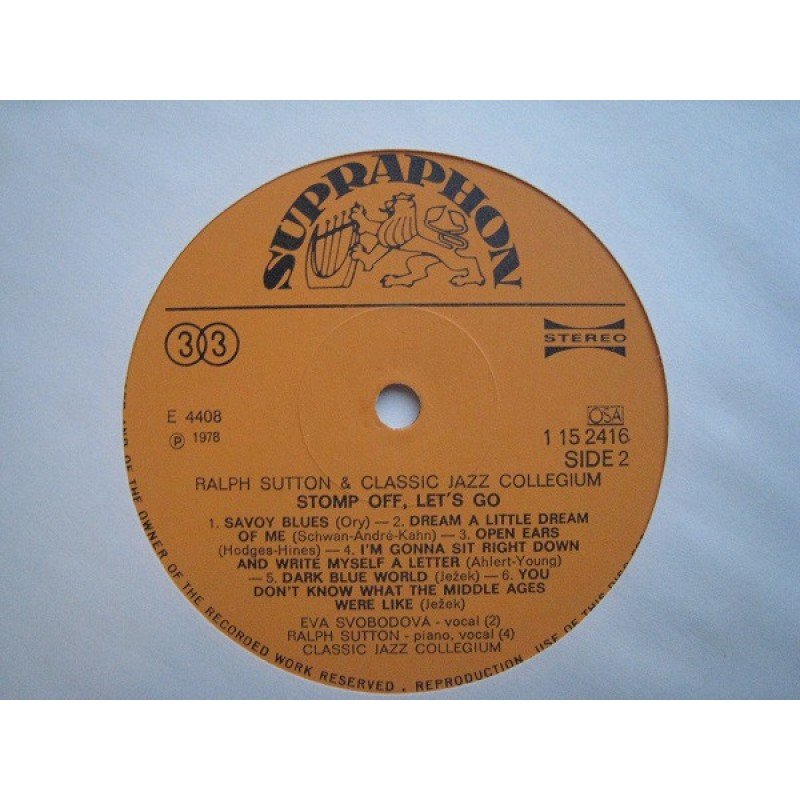 SUPRAPHON
33
STEREO
E 4408
℗ 1978
OSA
1 15 2416
SIDE 2
RALPH SUTTON & CLASSIC JAZZ COLLEGIUM
STOMP OFF, LET'S GO
1. SAVOY BLUES (Ory) — 2. DREAM A LITTLE DREAM
OF ME (Schwan-André-Kahn) — 3. OPEN EARS
(Hodges-Hines) — 4. I'M GONNA SIT RIGHT DOWN
AND WRITE MYSELF A LETTER (Ahlert-Young)
— 5. DARK BLUE WORLD (Ježek) — 6. YOU
DON'T KNOW WHAT THE MIDDLE AGES
WERE LIKE (Ježek)
EVA SVOBODOVÁ - vocal (2)
RALPH SUTTON - piano, vocal (4)
CLASSIC JAZZ COLLEGIUM
OF THE OWNER OF THE RECORDED WORK RESERVED . REPRODUCTION, USE OF THIS